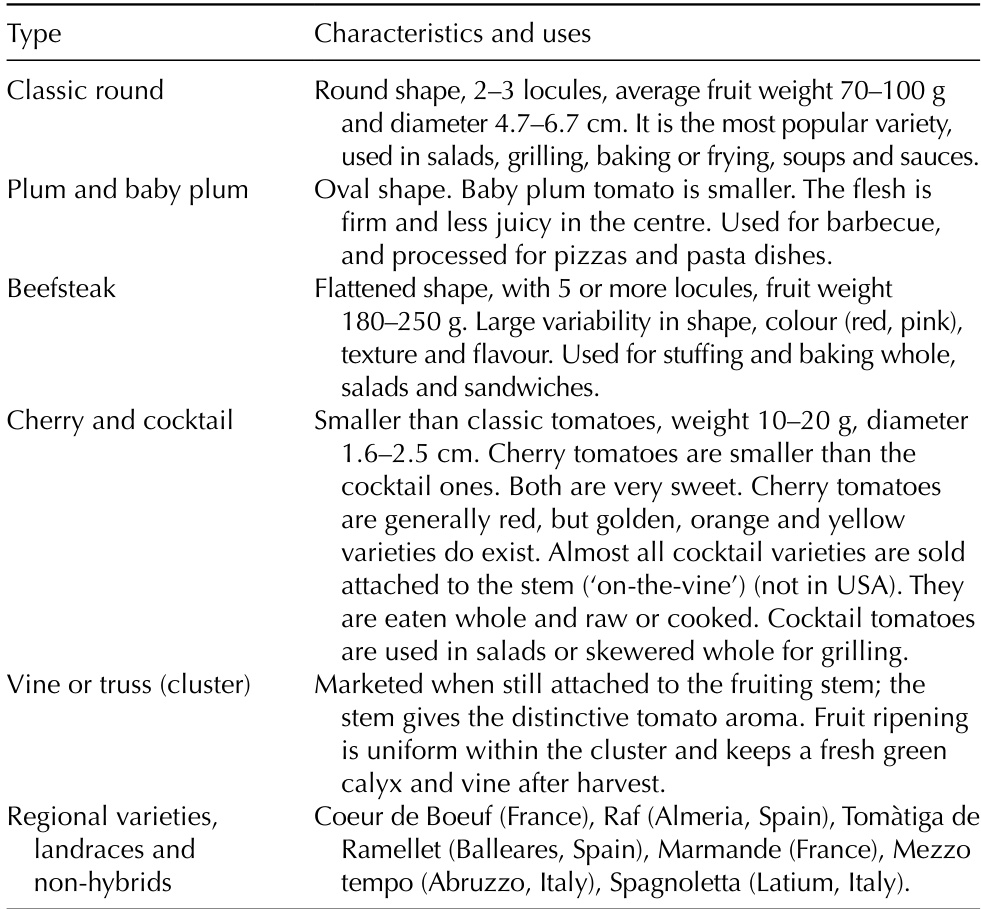 Type Characteristics and uses
Classic round Round shape, 2–3 locules, average fruit weight 70–100 g
and diameter 4.7–6.7 cm. It is the most popular variety,
used in salads, grilling, baking or frying, soups and sauces.
Plum and baby plum Oval shape. Baby plum tomato is smaller. The flesh is
firm and less juicy in the centre. Used for barbecue,
and processed for pizzas and pasta dishes.
Beefsteak Flattened shape, with 5 or more locules, fruit weight
180–250 g. Large variability in shape, colour (red, pink),
texture and flavour. Used for stuffing and baking whole,
salads and sandwiches.
Cherry and cocktail Smaller than classic tomatoes, weight 10–20 g, diameter
1.6–2.5 cm. Cherry tomatoes are smaller than the
cocktail ones. Both are very sweet. Cherry tomatoes
are generally red, but golden, orange and yellow
varieties do exist. Almost all cocktail varieties are sold
attached to the stem (‘on-the-vine’) (not in USA). They
are eaten whole and raw or cooked. Cocktail tomatoes
are used in salads or skewered whole for grilling.
Vine or truss (cluster) Marketed when still attached to the fruiting stem; the
stem gives the distinctive tomato aroma. Fruit ripening
is uniform within the cluster and keeps a fresh green
calyx and vine after harvest.
Regional varieties, Coeur de Boeuf (France), Raf (Almeria, Spain), Tomàtiga de
landraces and Ramellet (Balleares, Spain), Marmande (France), Mezzo
non-hybrids tempo (Abruzzo, Italy), Spagnoletta (Latium, Italy).